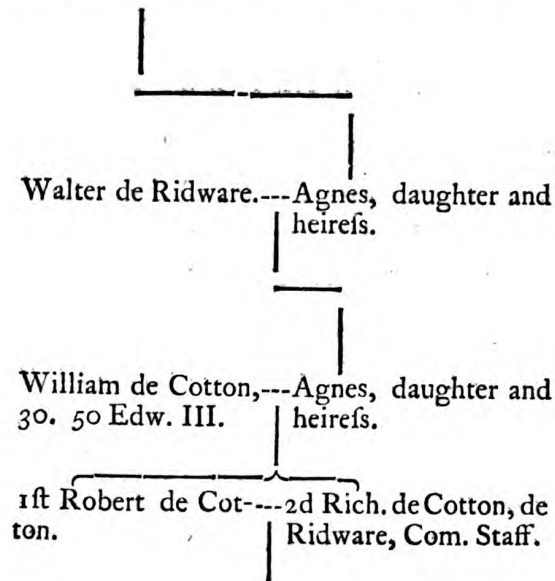 Walter de Ridware.---Agnes, daughter and
heireſs.
William de Cotton,---Agnes, daughter and
30. 50 Edw. III. heireſs.
1ſt Robert de Cot----2d Rich. de Cotton, de
ton. Ridware, Com. Staff.